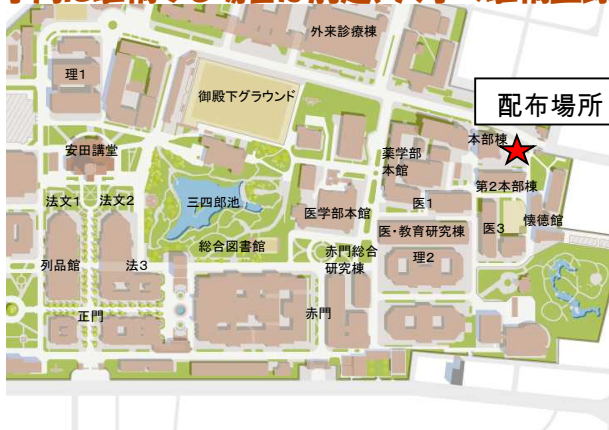 外来診療棟
理1
御殿下グラウンド
配布場所
本部棟
安田講堂
薬学部
本館
第2本部棟
法文1
法文2
三四郎池
医学部本館
医1
懐徳館
医・教育研究棟
医3
総合図書館
赤門総合
研究棟
理2
列品館
法3
正門
赤門